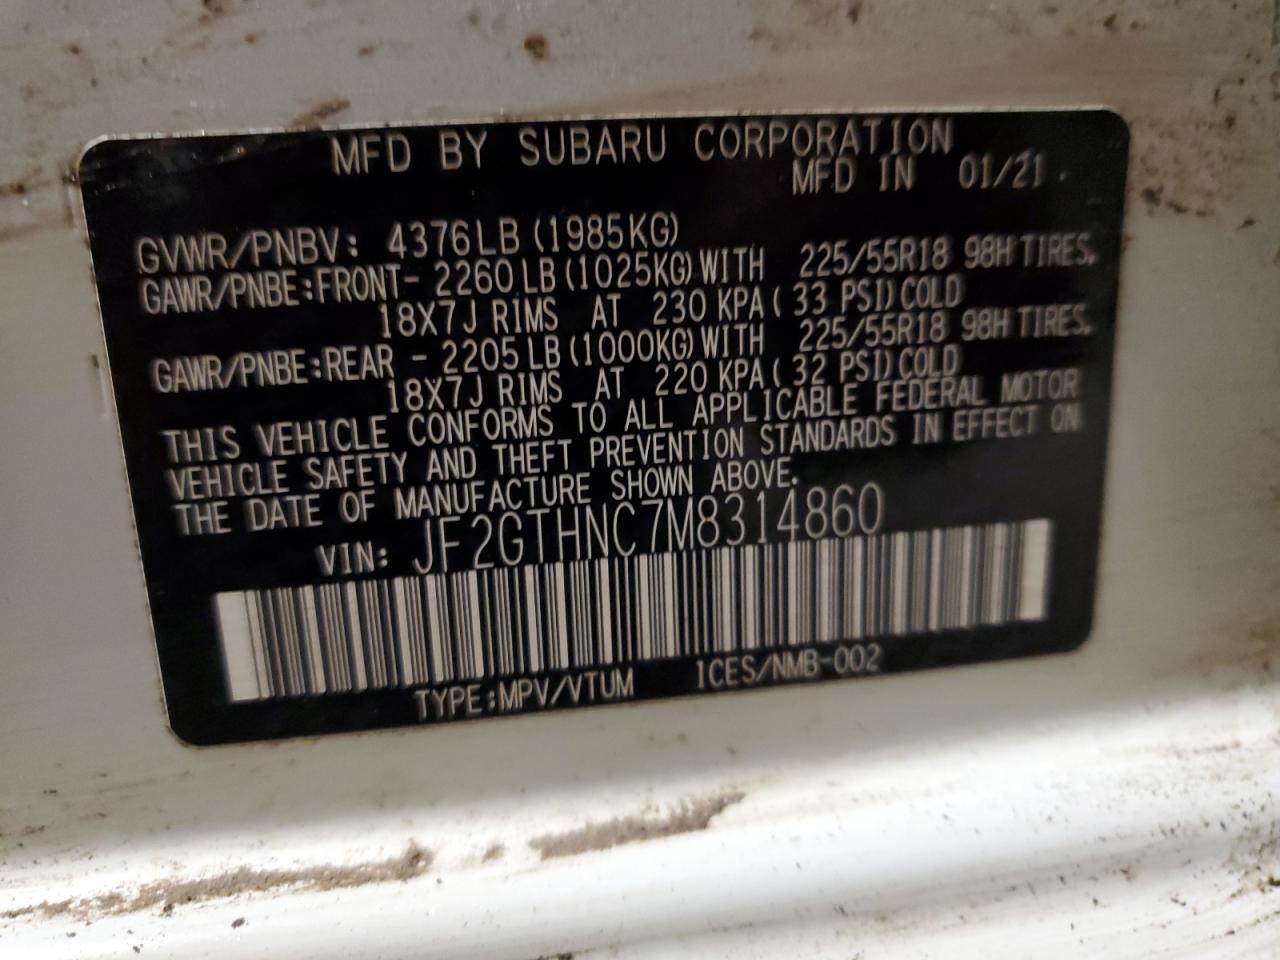 MFD BY SUBARU CORPORATION
MFD IN 01/21
GVWR/PNBV: 4376LB (1985KG)
GAWR/PNBE:FRONT- 2260LB (1025KG) WITH 225/55R18 98H TIRES,
18X7J RIMS AT 230 KPA( 33 PSI) COLD
GAWR/PNBE:REAR - 2205LB (1000KG) WITH 225/55R18 98H TIRES,
18X7J RIMS AT 220 KPA( 32 PSI) COLD
THIS VEHICLE CONFORMS TO ALL APPLICABLE FEDERAL MOTOR
VEHICLE SAFETY AND THEFT PREVENTION STANDARDS IN EFFECT ON
THE DATE OF MANUFACTURE SHOWN ABOVE.
VIN: JF2GTHNC7M8314860
TYPE:MPV/VTUM ICES/NMB-002